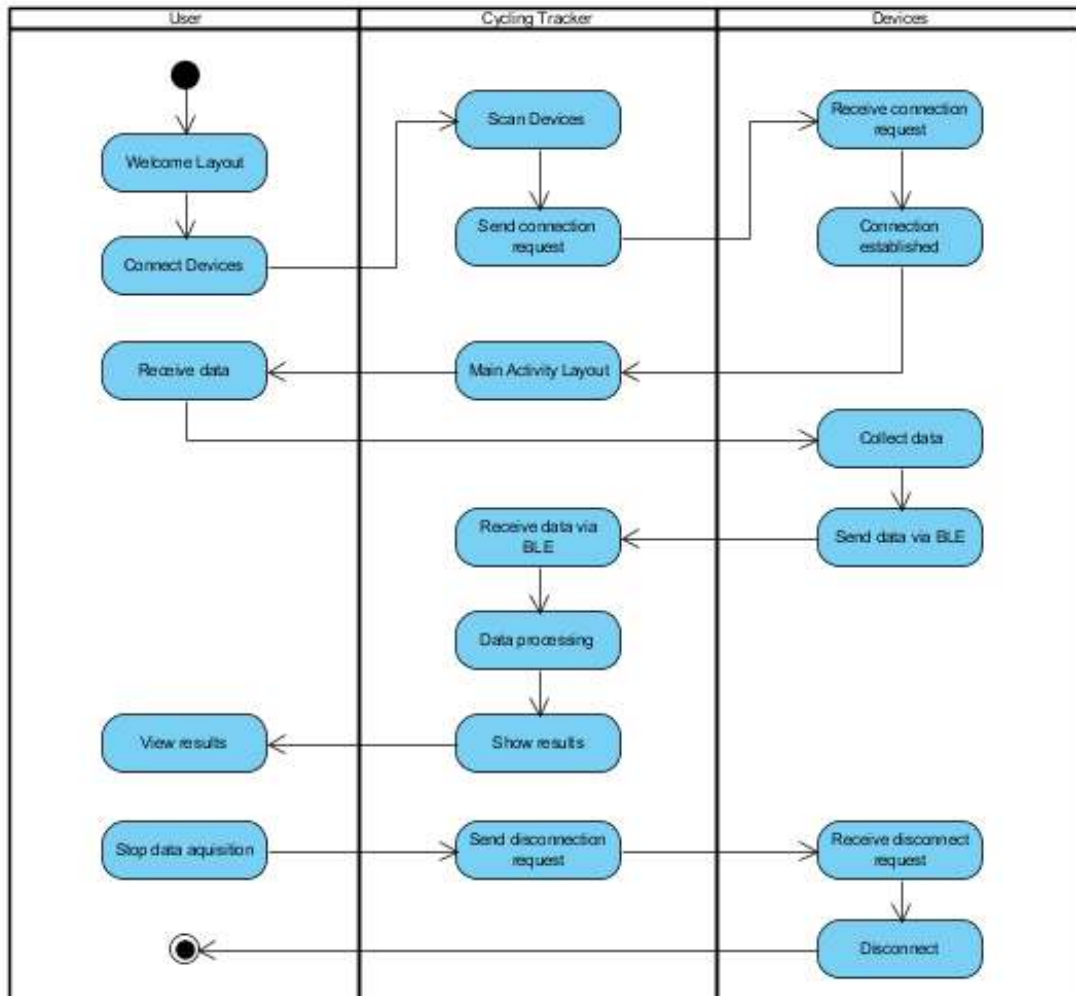 User
Cycling Tracker
Devices
Welcome Layout
Connect Devices
Scan Devices
Send connection
request
Receive connection
request
Connection
established
Main Activity Layout
Receive data
Collect data
Send data via BLE
Receive data via
BLE
Data processing
Show results
View results
Stop data aquisition
Send disconnection
request
Receive disconnect
request
Disconnect